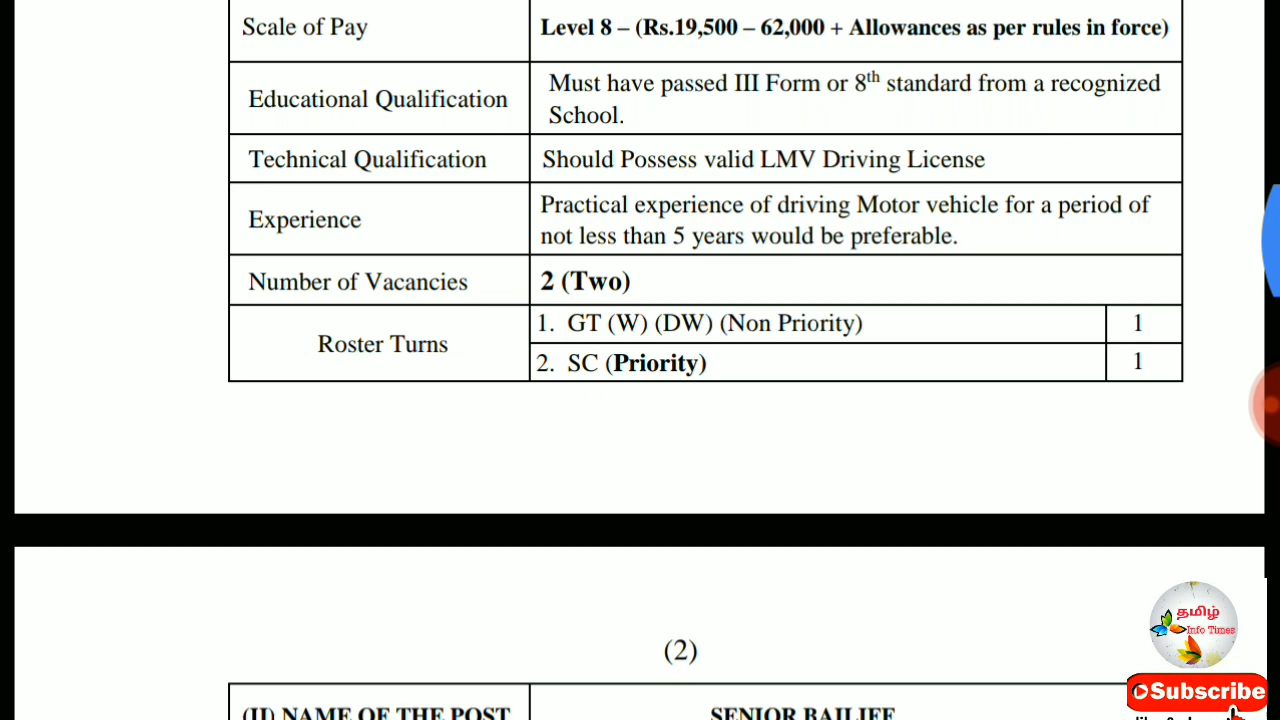 Scale of Pay
Level 8 – (Rs.19,500 – 62,000 + Allowances as per rules in force)
Educational Qualification
Must have passed III Form or 8th standard from a recognized
School.
Technical Qualification
Should Possess valid LMV Driving License
Experience
Practical experience of driving Motor vehicle for a period of
not less than 5 years would be preferable.
Number of Vacancies
2 (Two)
Roster Turns
1. GT (W) (DW) (Non Priority)
1
2. SC (Priority)
1
(2)
தமிழ்
Info Times
Subscribe
(II) NAME OF THE POST
SENIOR BAILIFF